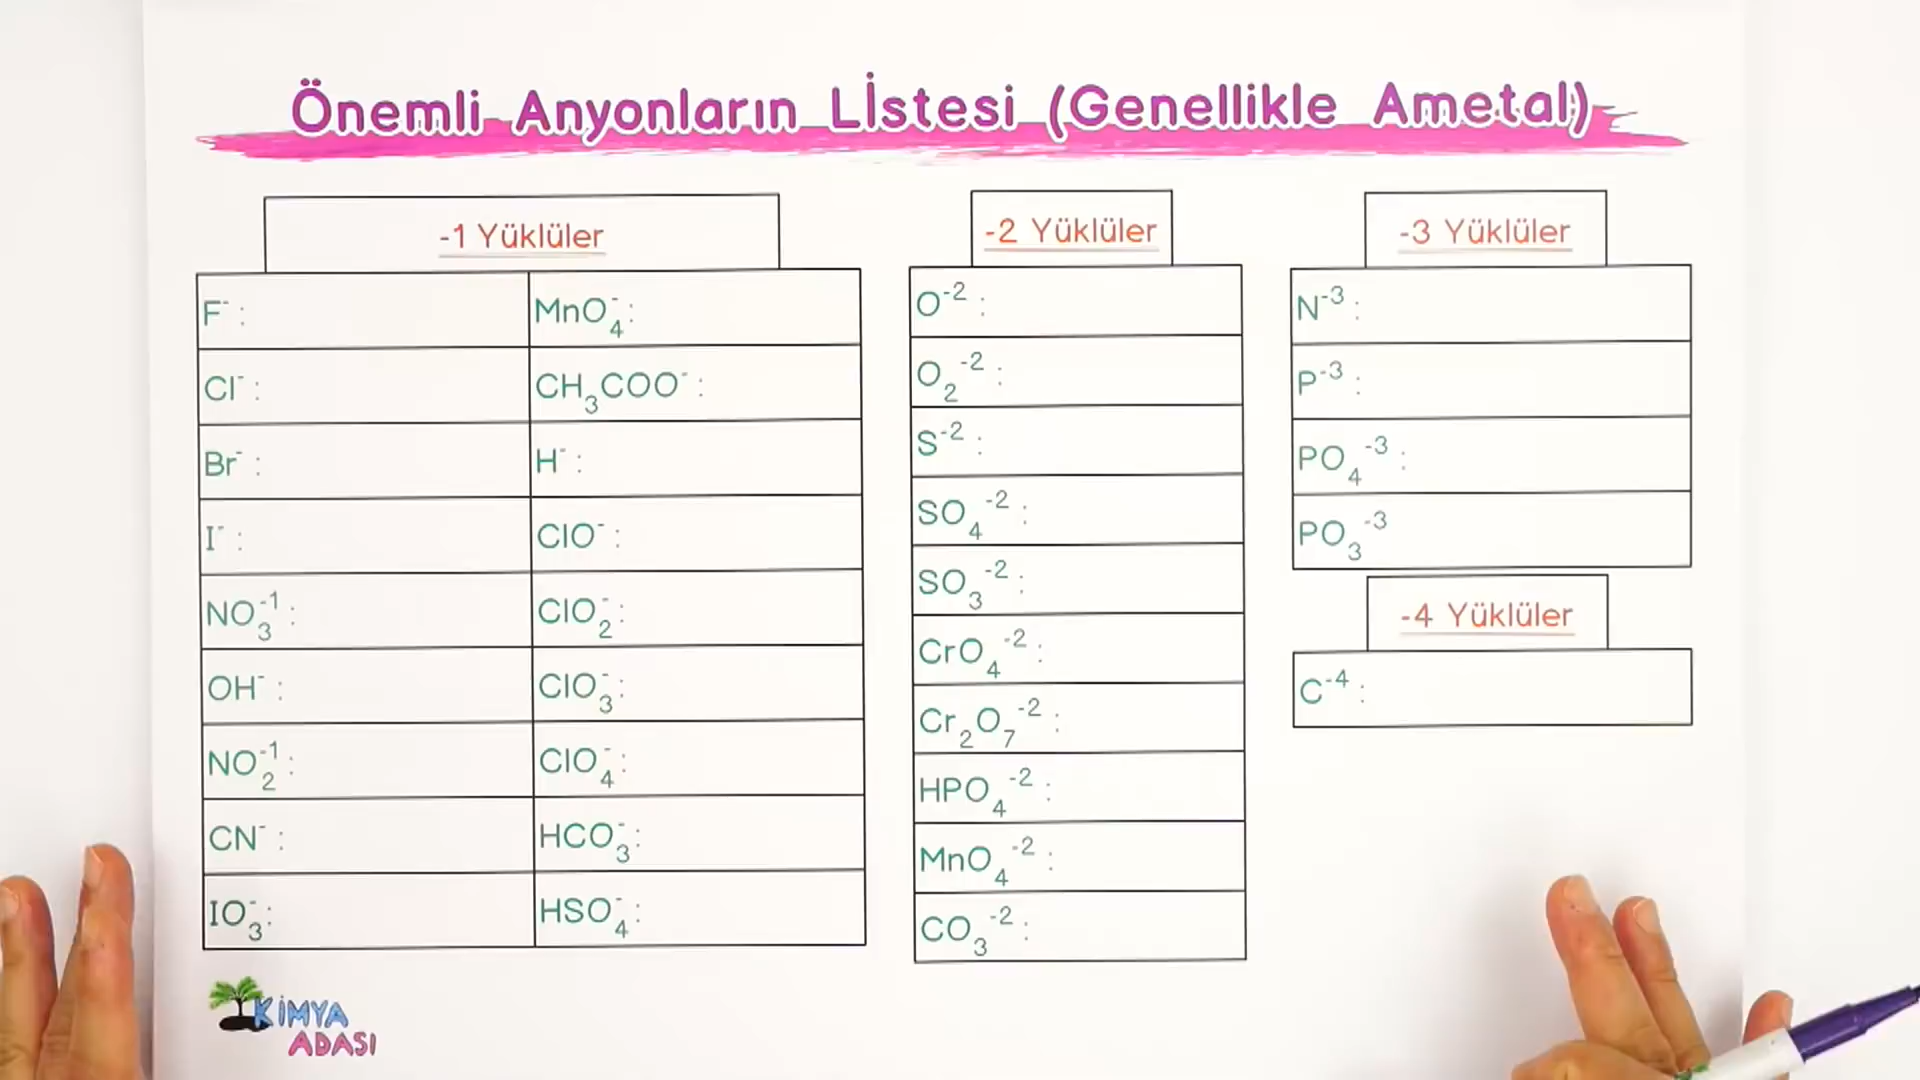 Önemli Anyonların Lİstesi (Genellikle Ametal)
-1 Yüklüler
F⁻ :
Cl⁻ :
Br⁻ :
I⁻ :
NO₃⁻¹ :
OH⁻ :
NO₂⁻¹ :
CN⁻ :
IO₃⁻ :
MnO₄⁻ :
CH₃COO⁻ :
H⁻ :
ClO⁻ :
ClO₂⁻ :
ClO₃⁻ :
ClO₄⁻ :
HCO₃⁻ :
HSO₄⁻ :
-2 Yüklüler
O⁻² :
O₂⁻² :
S⁻² :
SO₄⁻² :
SO₃⁻² :
CrO₄⁻² :
Cr₂O₇⁻² :
HPO₄⁻² :
MnO₄⁻² :
CO₃⁻² :
-3 Yüklüler
N⁻³ :
P⁻³ :
PO₄⁻³ :
PO₃⁻³
-4 Yüklüler
C⁻⁴ :
KİMYA
ADASI